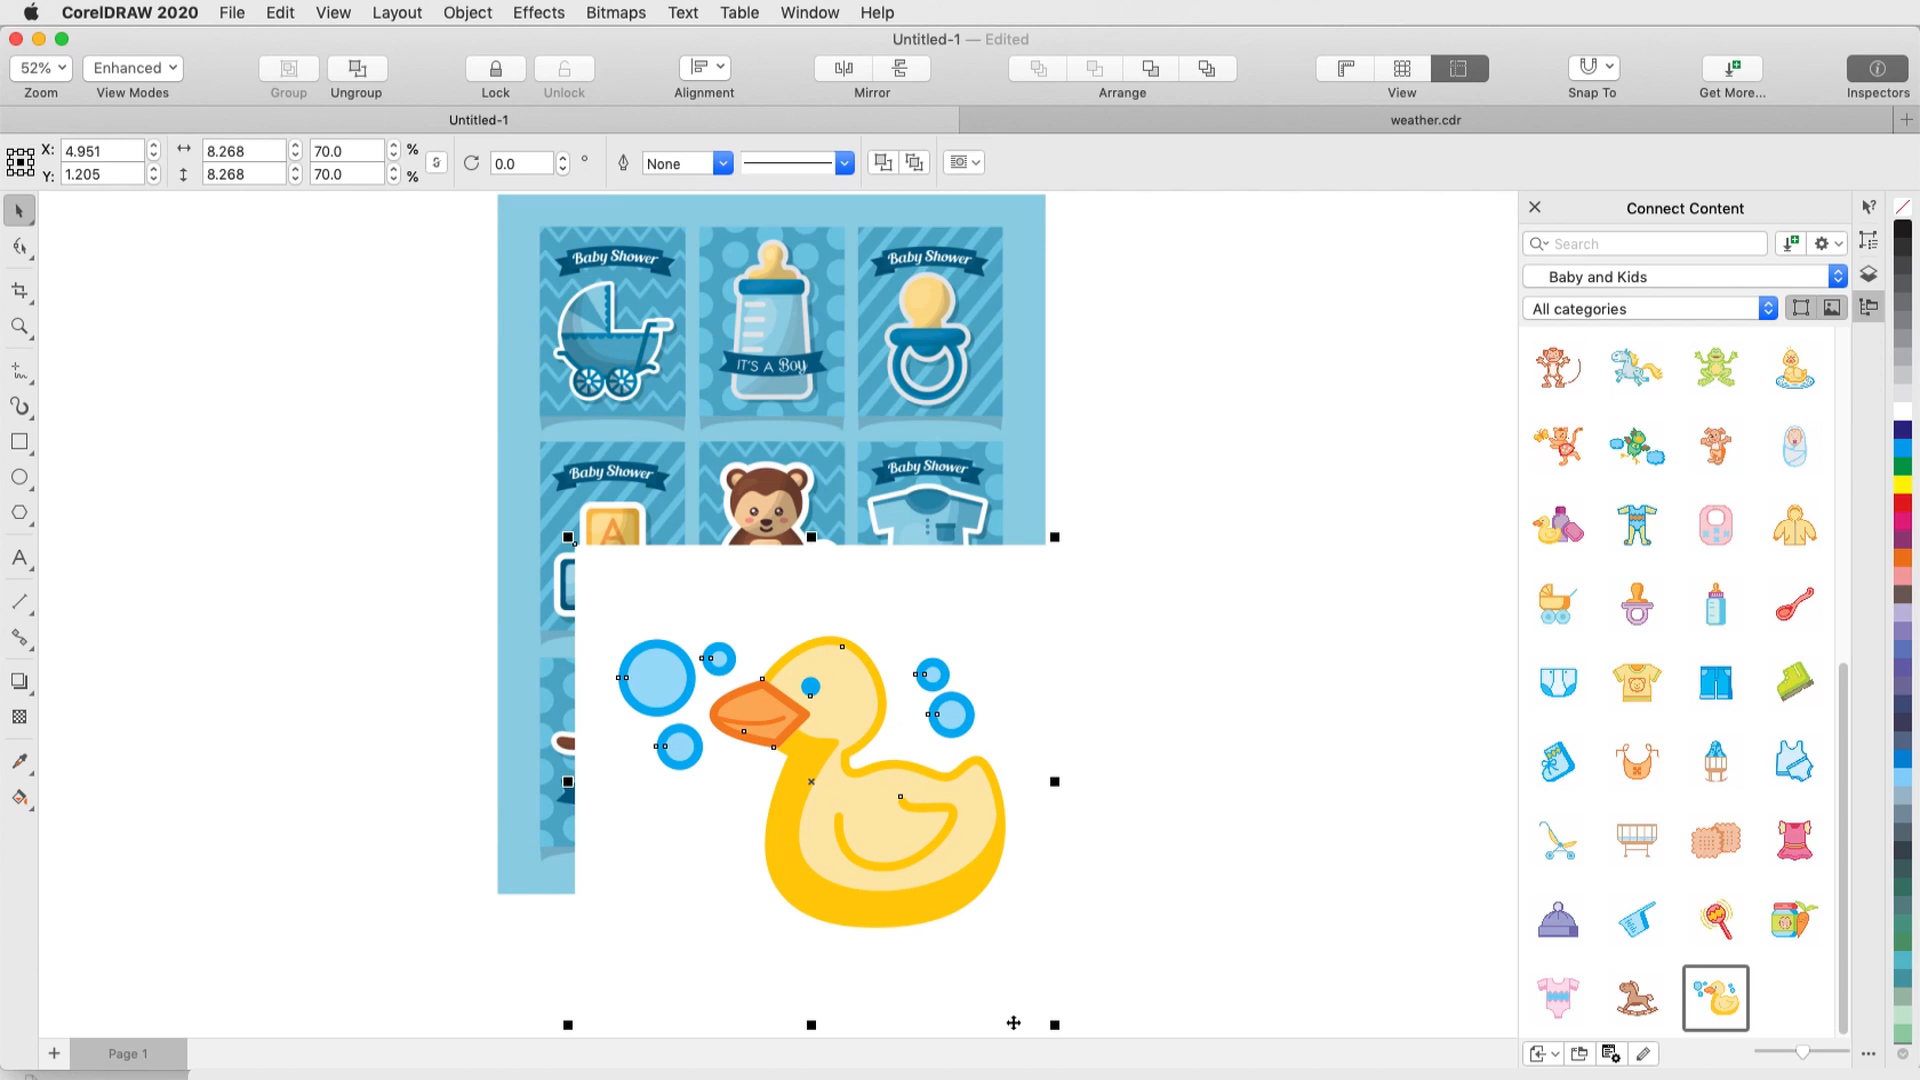 CorelDRAW 2020 File Edit View Layout Object Effects Bitmaps Text Table Window Help
Untitled-1 — Edited
52% Enhanced
Zoom View Modes Group Ungroup Lock Unlock Alignment Mirror Arrange View Snap To Get More... Inspectors
Untitled-1 weather.cdr
X: 4.951 8.268 70.0 % 0.0 ° None
Y: 1.205 8.268 70.0 %
Connect Content
Search
Baby and Kids
All categories
Baby Shower
Baby Shower
IT'S A Boy
Baby Shower
Baby Shower
A
Page 1